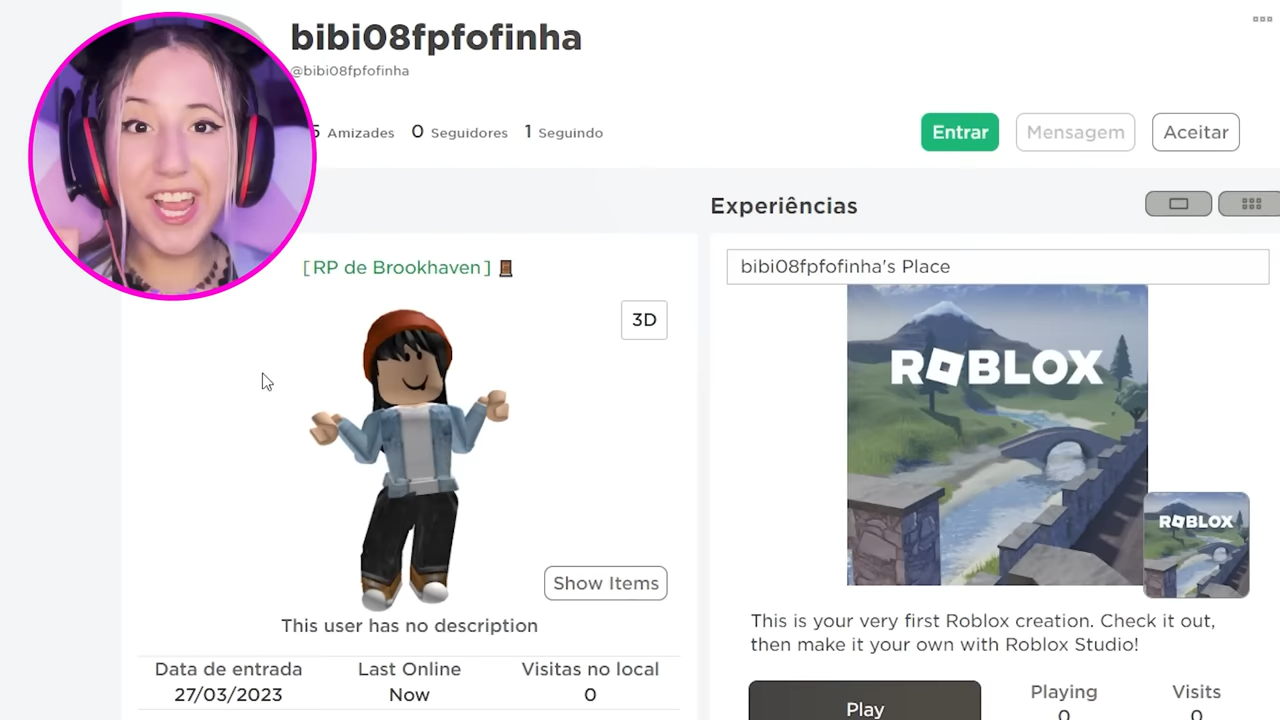 bibi08fpfofinha
@bibi08fpfofinha
5 Amizades 0 Seguidores 1 Seguindo
Entrar
Mensagem
Aceitar
Experiências
[RP de Brookhaven]
bibi08fpfofinha's Place
3D
ROBLOX
ROBLOX
Show Items
This user has no description
This is your very first Roblox creation. Check it out,
then make it your own with Roblox Studio!
Data de entrada Last Online Visitas no local
27/03/2023 Now 0
Play
Playing Visits
0 0